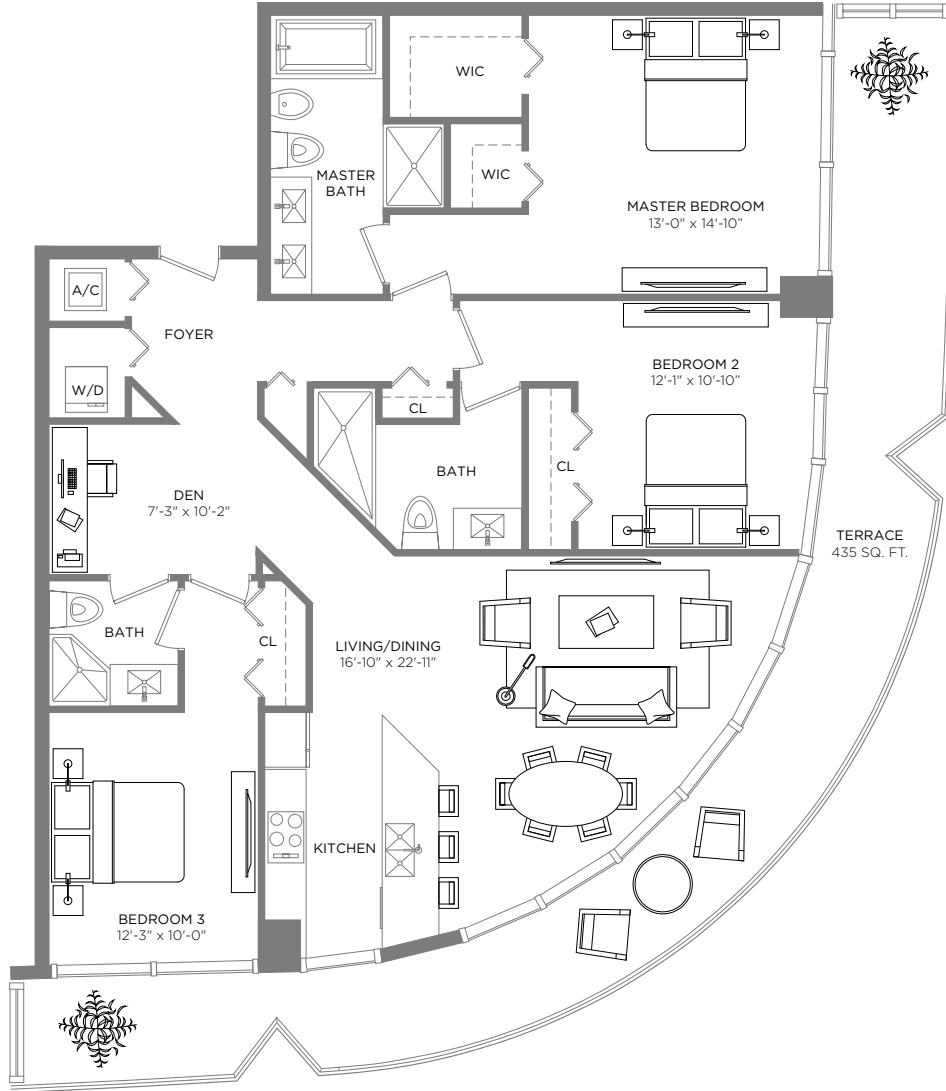 WIC
WIC
MASTER
BATH
MASTER BEDROOM
13'-0" x 14'-10"
A/C
FOYER
W/D
BEDROOM 2
12'-1" x 10'-10"
CL
BATH
CL
DEN
7'-3" x 10'-2"
TERRACE
435 SQ. FT.
BATH
CL
LIVING/DINING
16'-10" x 22'-11"
KITCHEN
BEDROOM 3
12'-3" x 10'-0"